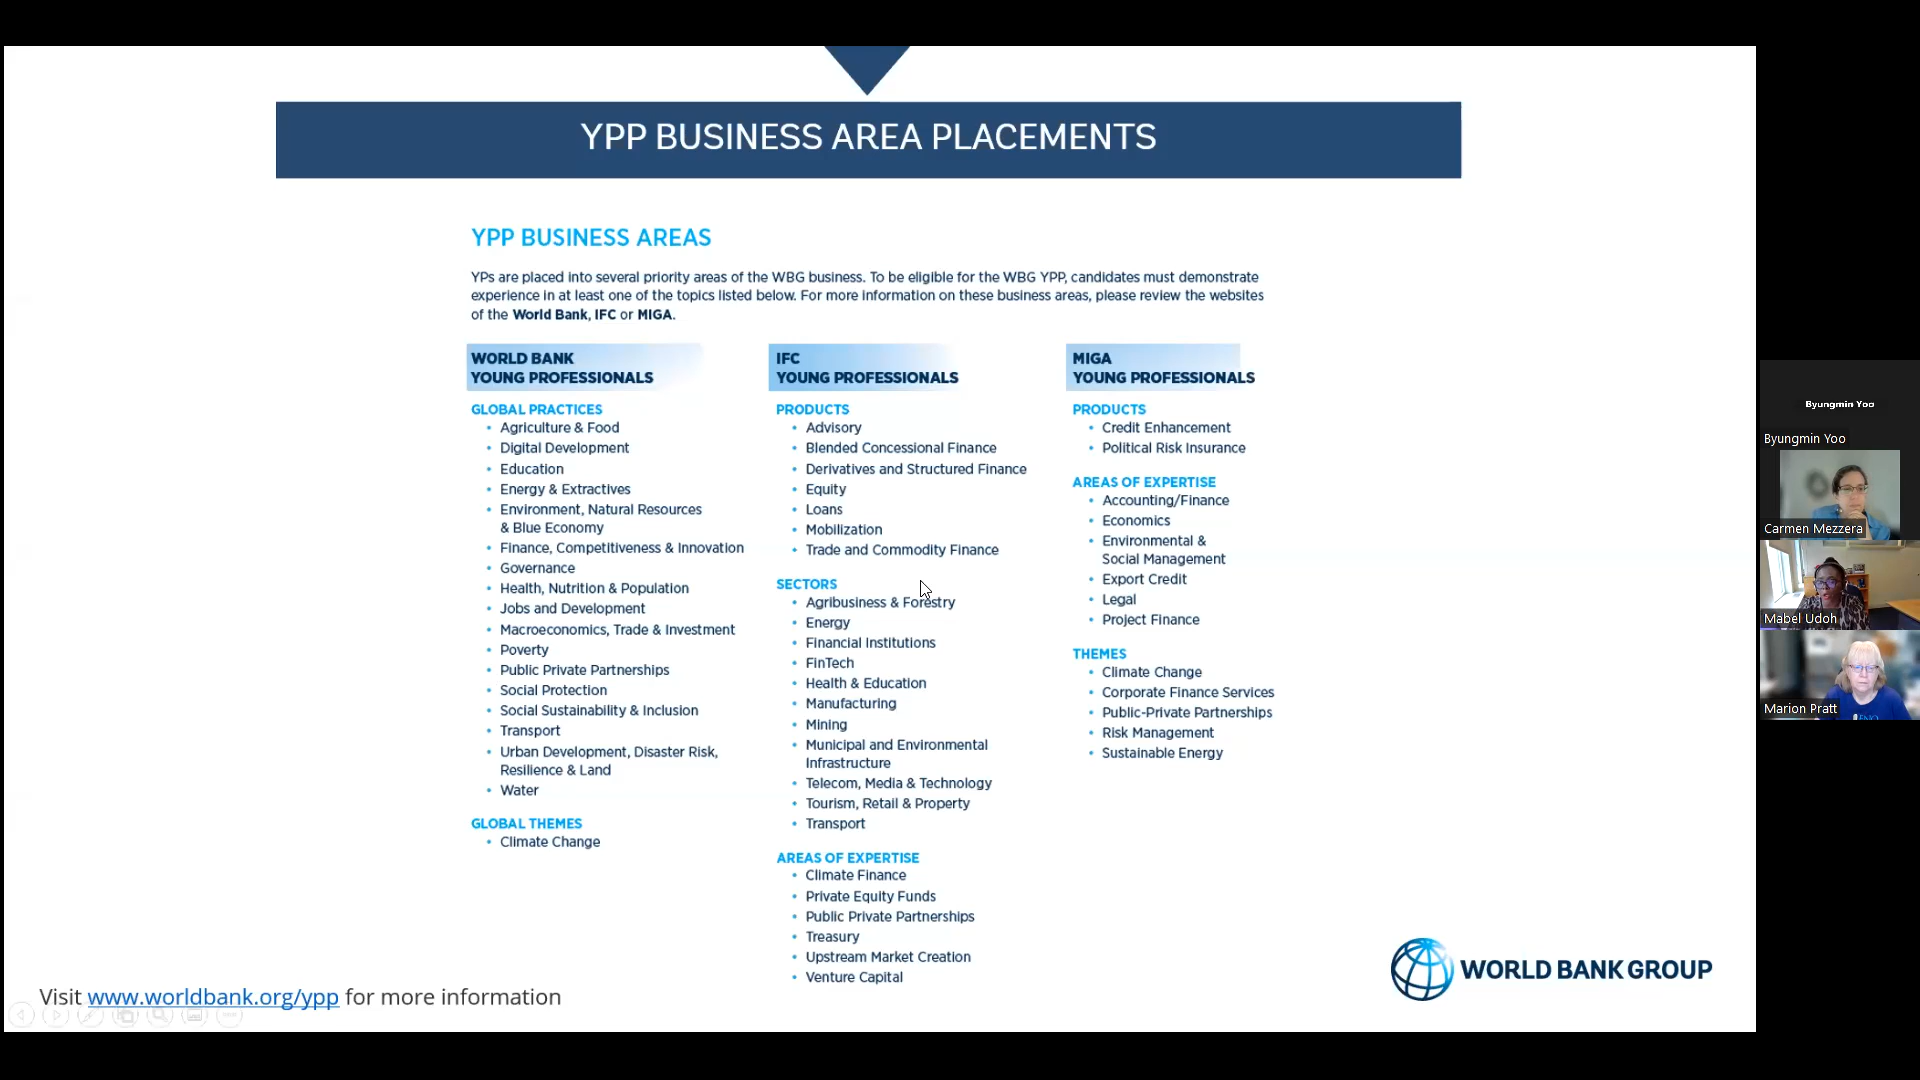 YPP BUSINESS AREA PLACEMENTS
YPP BUSINESS AREAS
YPs are placed into several priority areas of the WBG business. To be eligible for the WBG YPP, candidates must demonstrate
experience in at least one of the topics listed below. For more information on these business areas, please review the websites
of the World Bank, IFC or MIGA.
WORLD BANK
YOUNG PROFESSIONALS
GLOBAL PRACTICES
• Agriculture & Food
• Digital Development
• Education
• Energy & Extractives
• Environment, Natural Resources
& Blue Economy
• Finance, Competitiveness & Innovation
• Governance
• Health, Nutrition & Population
• Jobs and Development
• Macroeconomics, Trade & Investment
• Poverty
• Public Private Partnerships
• Social Protection
• Social Sustainability & Inclusion
• Transport
• Urban Development, Disaster Risk,
Resilience & Land
• Water
GLOBAL THEMES
• Climate Change
IFC
YOUNG PROFESSIONALS
PRODUCTS
• Advisory
• Blended Concessional Finance
• Derivatives and Structured Finance
• Equity
• Loans
• Mobilization
• Trade and Commodity Finance
SECTORS
• Agribusiness & Forestry
• Energy
• Financial Institutions
• FinTech
• Health & Education
• Manufacturing
• Mining
• Municipal and Environmental
Infrastructure
• Telecom, Media & Technology
• Tourism, Retail & Property
• Transport
AREAS OF EXPERTISE
• Climate Finance
• Private Equity Funds
• Public Private Partnerships
• Treasury
• Upstream Market Creation
• Venture Capital
MIGA
YOUNG PROFESSIONALS
PRODUCTS
• Credit Enhancement
• Political Risk Insurance
AREAS OF EXPERTISE
• Accounting/Finance
• Economics
• Environmental &
Social Management
• Export Credit
• Legal
• Project Finance
THEMES
• Climate Change
• Corporate Finance Services
• Public-Private Partnerships
• Risk Management
• Sustainable Energy
Visit www.worldbank.org/ypp for more information
WORLD BANK GROUP
Byungmin Yoo
Byungmin Yoo
Carmen Mezzera
Mabel Udoh
Marion Pratt